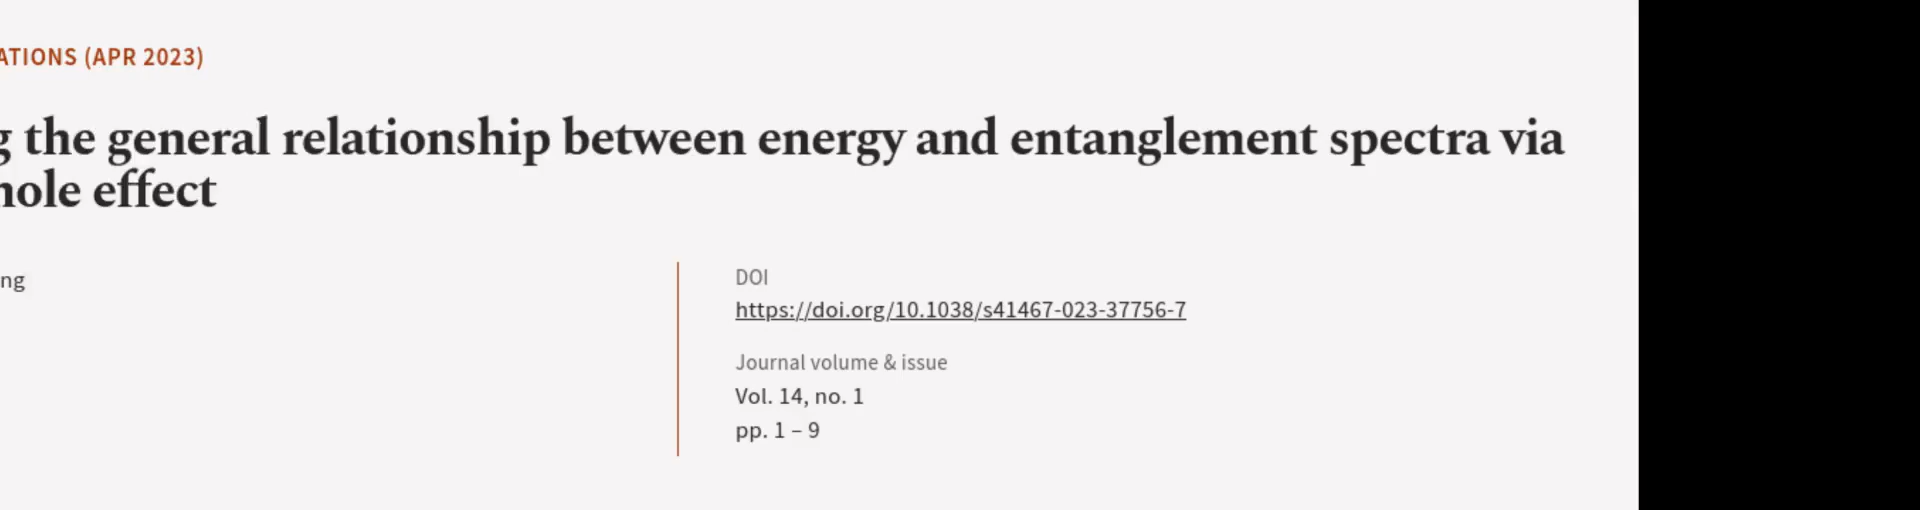 ATIONS (APR 2023)
g the general relationship between energy and entanglement spectra via
hole effect
ng
DOI
https://doi.org/10.1038/s41467-023-37756-7
Journal volume & issue
Vol. 14, no. 1
pp. 1 – 9